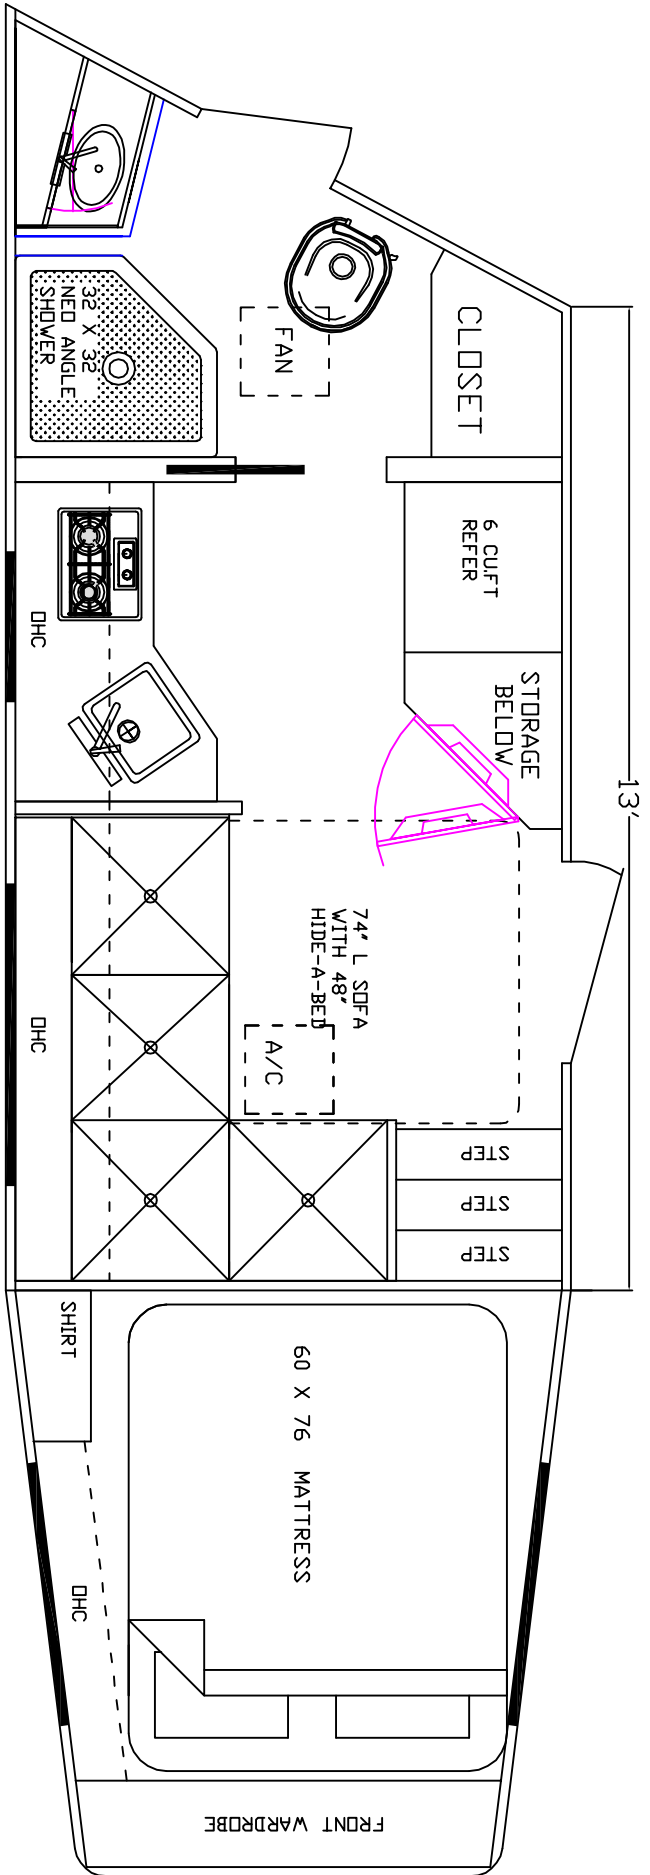 32 X 32
NEO ANGLE
SHOWER
FAN
CLOSET
6 CU.FT
REFER
OHC
STORAGE
BELOW
13'
74" L SOFA
WITH 48"
HIDE-A-BED
OHC
A/C
STEP
STEP
STEP
SHIRT
60 X 76 MATTRESS
OHC
FRONT WARDROBE